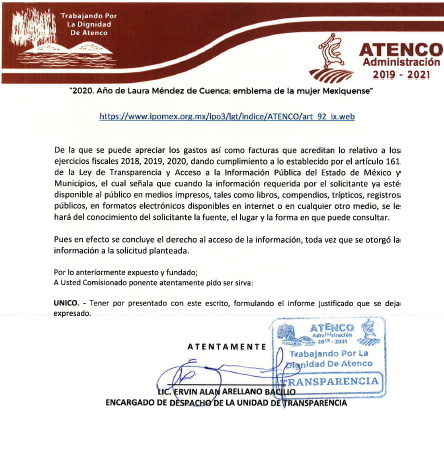 Trabajando Por
La Dignidad
De Atenco
ATENCO
Administración
2019 - 2021
"2020. Año de Laura Méndez de Cuenca; emblema de la mujer Mexiquense"
https://www.ipomex.org.mx/ipo3/lgt/indice/ATENCO/art_92_ix.web
De la que se puede apreciar los gastos así como facturas que acreditan lo relativo a los
ejercicios fiscales 2018, 2019, 2020, dando cumplimiento a lo establecido por el artículo 161
de la Ley de Transparencia y Acceso a la Información Pública del Estado de México y
Municipios, el cual señala que cuando la información requerida por el solicitante ya esté
disponible al público en medios impresos, tales como libros, compendios, trípticos, registros
públicos, en formatos electrónicos disponibles en internet o en cualquier otro medio, se le
hará del conocimiento del solicitante la fuente, el lugar y la forma en que puede consultar.
Pues en efecto se concluye el derecho al acceso de la información, toda vez que se otorgó la
información a la solicitud planteada.
Por lo anteriormente expuesto y fundado;
A Usted Comisionado ponente atentamente pido se sirva:
UNICO. - Tener por presentado con este escrito, formulando el informe justificado que se deja
expresado.
ATENTAMENTE
ATENCO
Administración
2019 - 2021
Trabajando Por La
Dignidad De Atenco
TRANSPARENCIA
LIC. ERVIN ALAN ARELLANO BACILIO
ENCARGADO DE DESPACHO DE LA UNIDAD DE TRANSPARENCIA